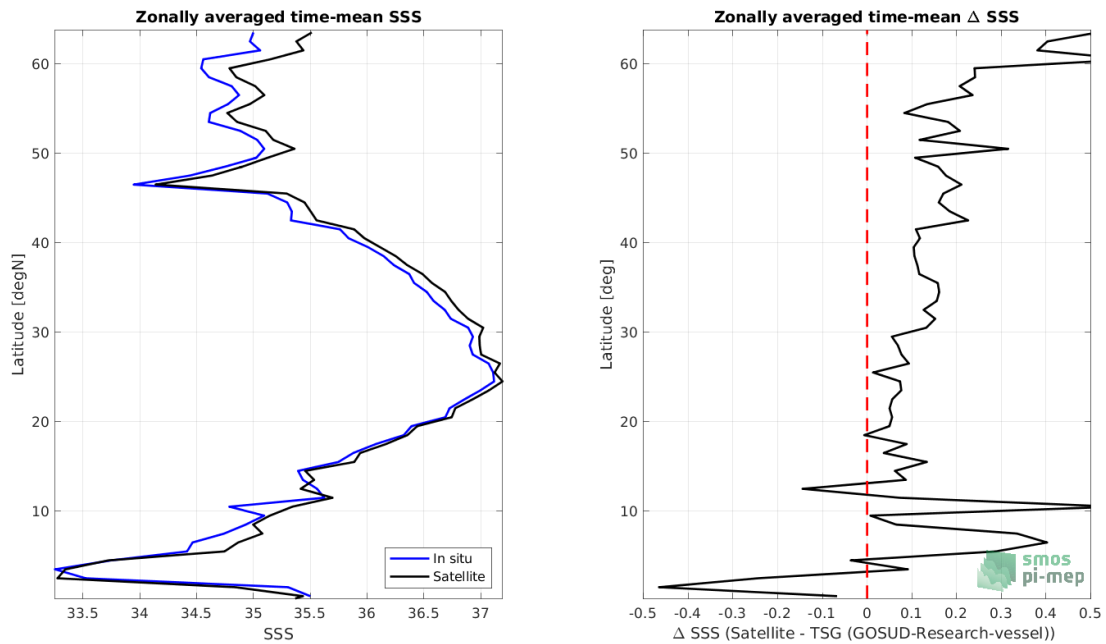 Zonally averaged time-mean SSS
Latitude [degN]
60
50
40
30
20
10
33.5 34 34.5 35 35.5 36 36.5 37
SSS
In situ
Satellite
Zonally averaged time-mean Δ SSS
Latitude [deg]
60
50
40
30
20
10
-0.5 -0.4 -0.3 -0.2 -0.1 0 0.1 0.2 0.3 0.4 0.5
Δ SSS (Satellite - TSG (GOSUD-Research-vessel))
smos
pi-mep